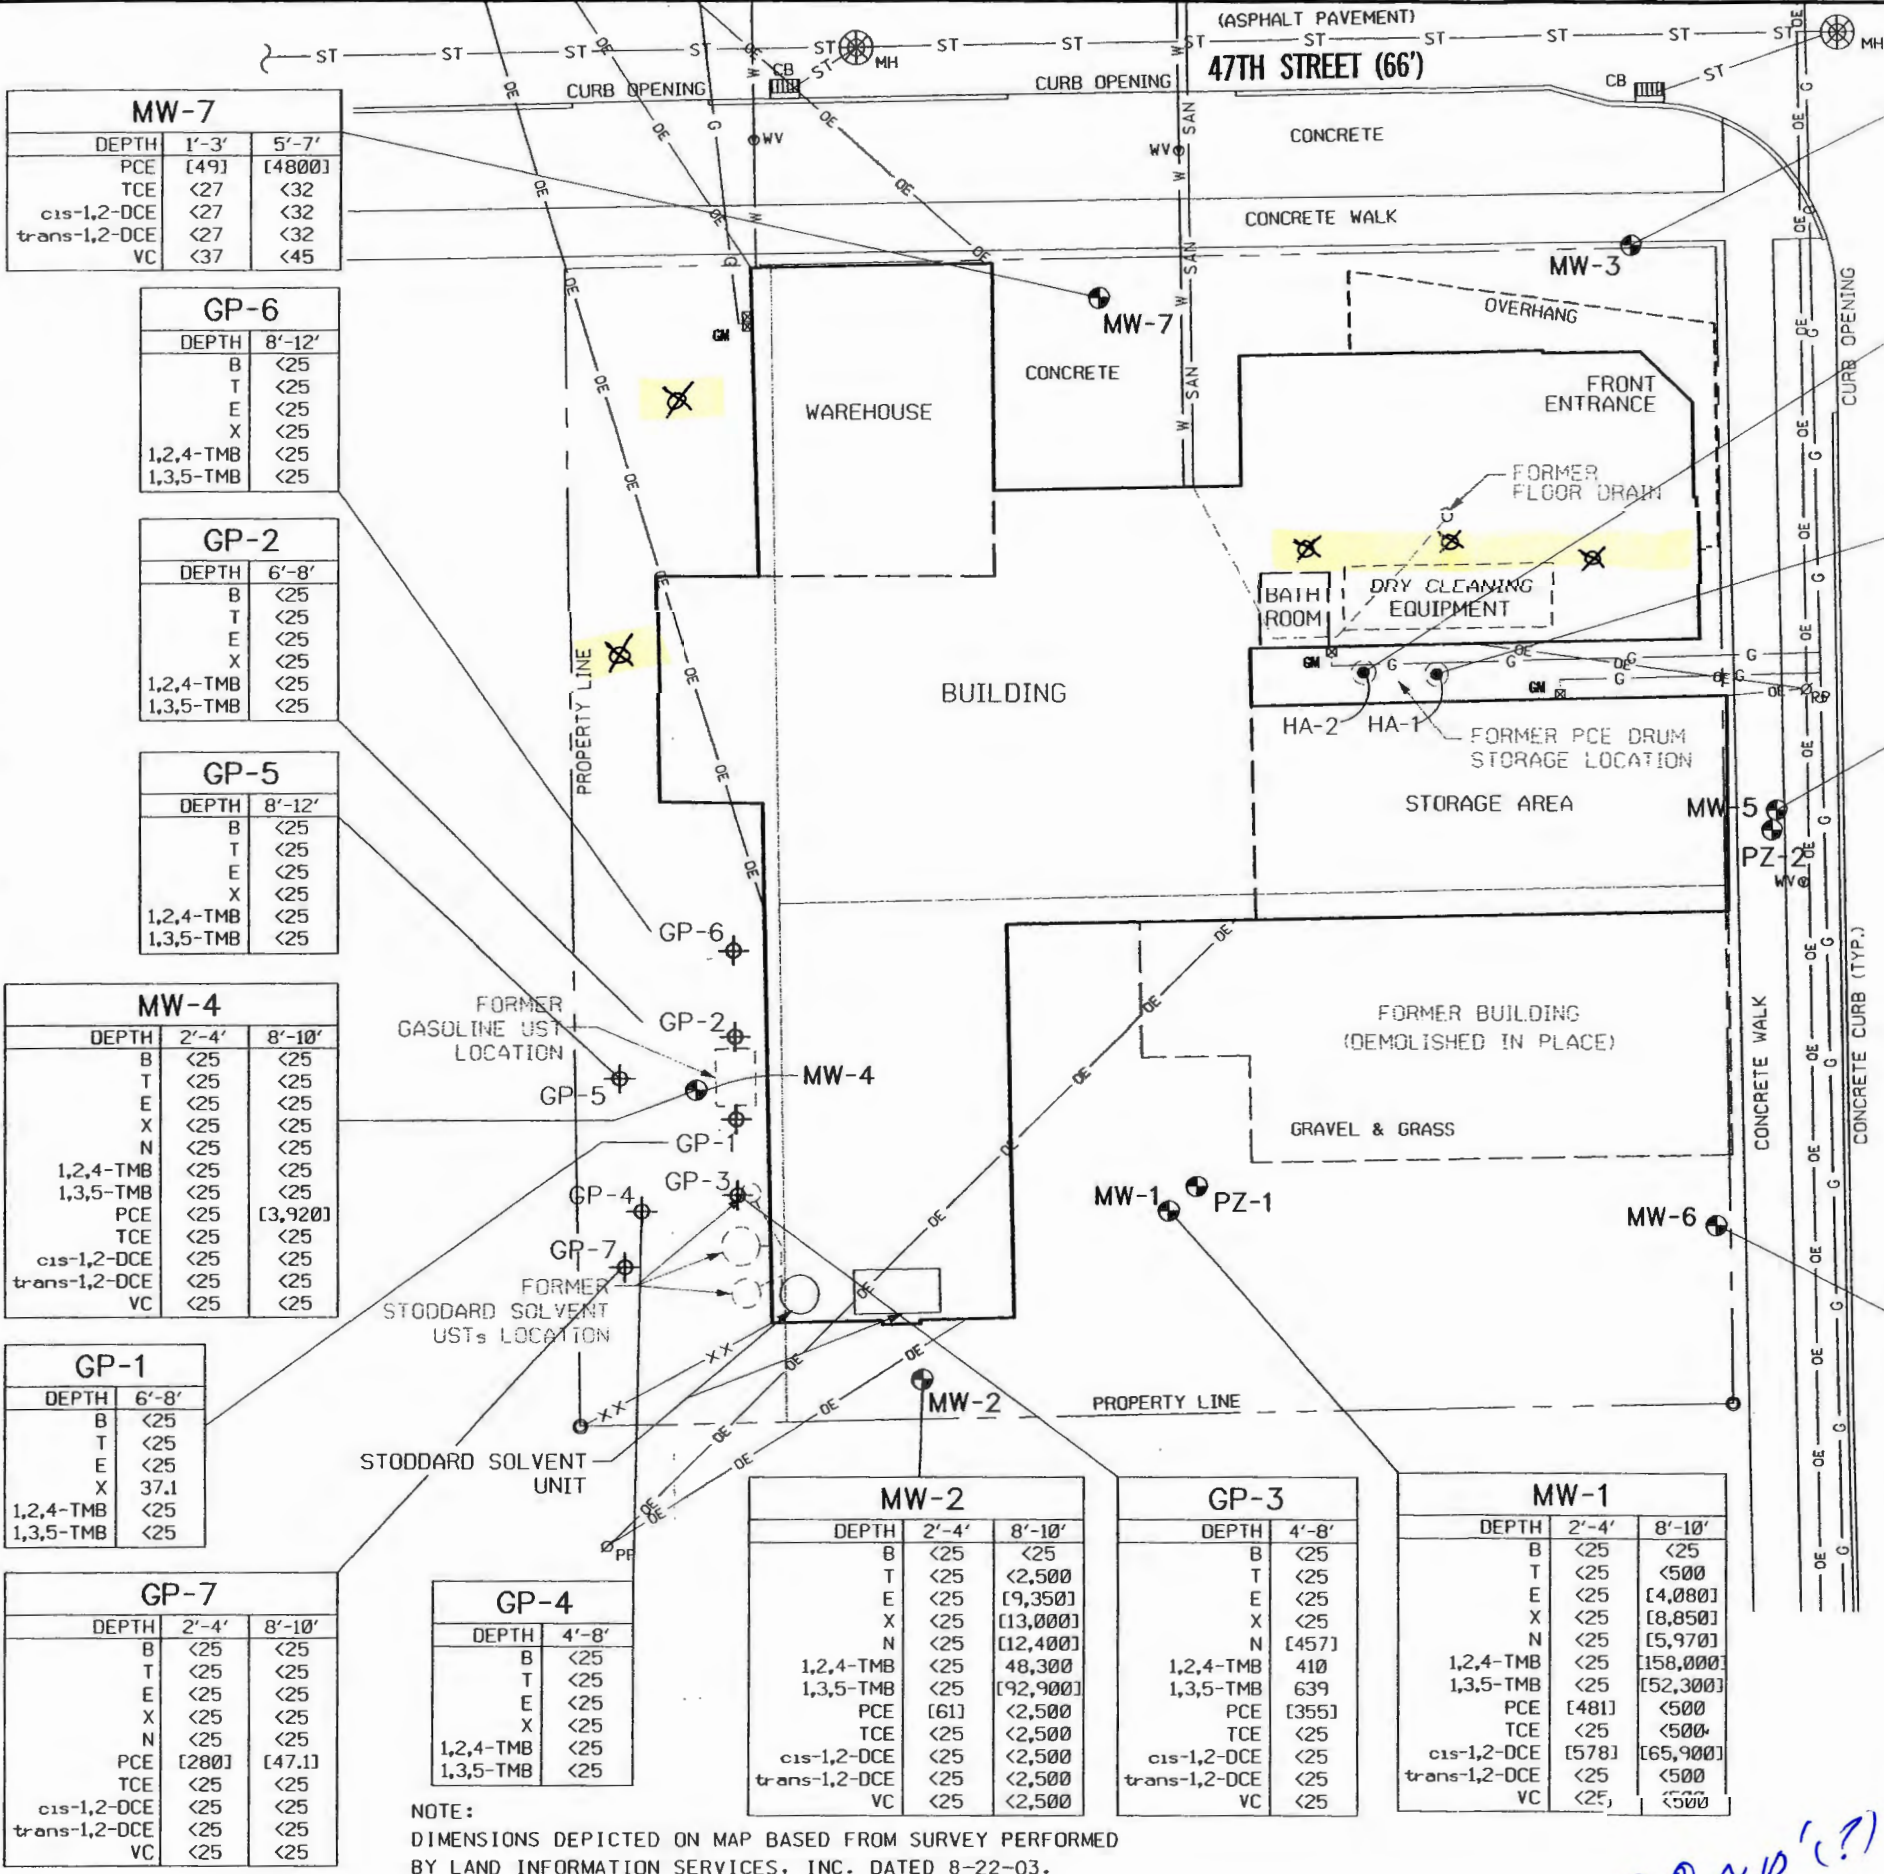 (ASPHALT PAVEMENT)
ST ST ST ST ST ST ST ST ST ST ST ST ST
47TH STREET (66')
MH
MH
CB
ST
CB
ST
CURB OPENING
CURB OPENING
CONCRETE
WV
WV
CONCRETE WALK
MW-7
DEPTH 1'-3' 5'-7'
PCE [49] [4800]
TCE <27 <32
cis-1,2-DCE <27 <32
trans-1,2-DCE <27 <32
VC <37 <45
GP-6
DEPTH 8'-12'
B <25
T <25
E <25
X <25
1,2,4-TMB <25
1,3,5-TMB <25
GP-2
DEPTH 6'-8'
B <25
T <25
E <25
X <25
1,2,4-TMB <25
1,3,5-TMB <25
GP-5
DEPTH 8'-12'
B <25
T <25
E <25
X <25
1,2,4-TMB <25
1,3,5-TMB <25
MW-4
DEPTH 2'-4' 8'-10'
B <25 <25
T <25 <25
E <25 <25
X <25 <25
N <25 <25
1,2,4-TMB <25 <25
1,3,5-TMB <25 <25
PCE <25 [3,920]
TCE <25 <25
cis-1,2-DCE <25 <25
trans-1,2-DCE <25 <25
VC <25 <25
GP-1
DEPTH 6'-8'
B <25
T <25
E <25
X 37.1
1,2,4-TMB <25
1,3,5-TMB <25
GP-7
DEPTH 2'-4' 8'-10'
B <25 <25
T <25 <25
E <25 <25
X <25 <25
N <25 <25
PCE [280] [47.1]
TCE <25 <25
cis-1,2-DCE <25 <25
trans-1,2-DCE <25 <25
VC <25 <25
MW-3
MW-7
OVERHANG
GM
CONCRETE
WAREHOUSE
FRONT
ENTRANCE
CURB OPENING
FORMER
FLOOR DRAIN
BATH
ROOM
DRY CLEANING
EQUIPMENT
PROPERTY LINE
BUILDING
GM
GM
PP
HA-2
HA-1
FORMER PCE DRUM
STORAGE LOCATION
STORAGE AREA
MW-5
PZ-2
WV
GP-6
FORMER
GASOLINE UST
LOCATION
GP-2
GP-5
MW-4
GP-1
GP-3
GP-4
GP-7
FORMER
STODDARD SOLVENT
USTs LOCATION
FORMER BUILDING
(DEMOLISHED IN PLACE)
GRAVEL & GRASS
CONCRETE WALK
CONCRETE CURB (TYP.)
MW-1
PZ-1
MW-6
MW-2
PROPERTY LINE
STODDARD SOLVENT
UNIT
PP
GP-4
DEPTH 4'-8'
B <25
T <25
E <25
X <25
1,2,4-TMB <25
1,3,5-TMB <25
MW-2
DEPTH 2'-4' 8'-10'
B <25 <25
T <25 <2,500
E <25 [9,350]
X <25 [13,000]
N <25 [12,400]
1,2,4-TMB <25 48,300
1,3,5-TMB <25 [92,900]
PCE [61] <2,500
TCE <25 <2,500
cis-1,2-DCE <25 <2,500
trans-1,2-DCE <25 <2,500
VC <25 <2,500
GP-3
DEPTH 4'-8'
B <25
T <25
E <25
X <25
N [457]
1,2,4-TMB 410
1,3,5-TMB 639
PCE [355]
TCE <25
cis-1,2-DCE <25
trans-1,2-DCE <25
VC <25
MW-1
DEPTH 2'-4' 8'-10'
B <25 <25
T <25 <500
E <25 [4,080]
X <25 [8,850]
N <25 [5,970]
1,2,4-TMB <25 [158,000]
1,3,5-TMB <25 [52,300]
PCE [481] <500
TCE <25 <500
cis-1,2-DCE [578] [65,900]
trans-1,2-DCE <25 <500
VC <25 <500
NOTE:
DIMENSIONS DEPICTED ON MAP BASED FROM SURVEY PERFORMED
BY LAND INFORMATION SERVICES, INC. DATED 8-22-03.
(?)